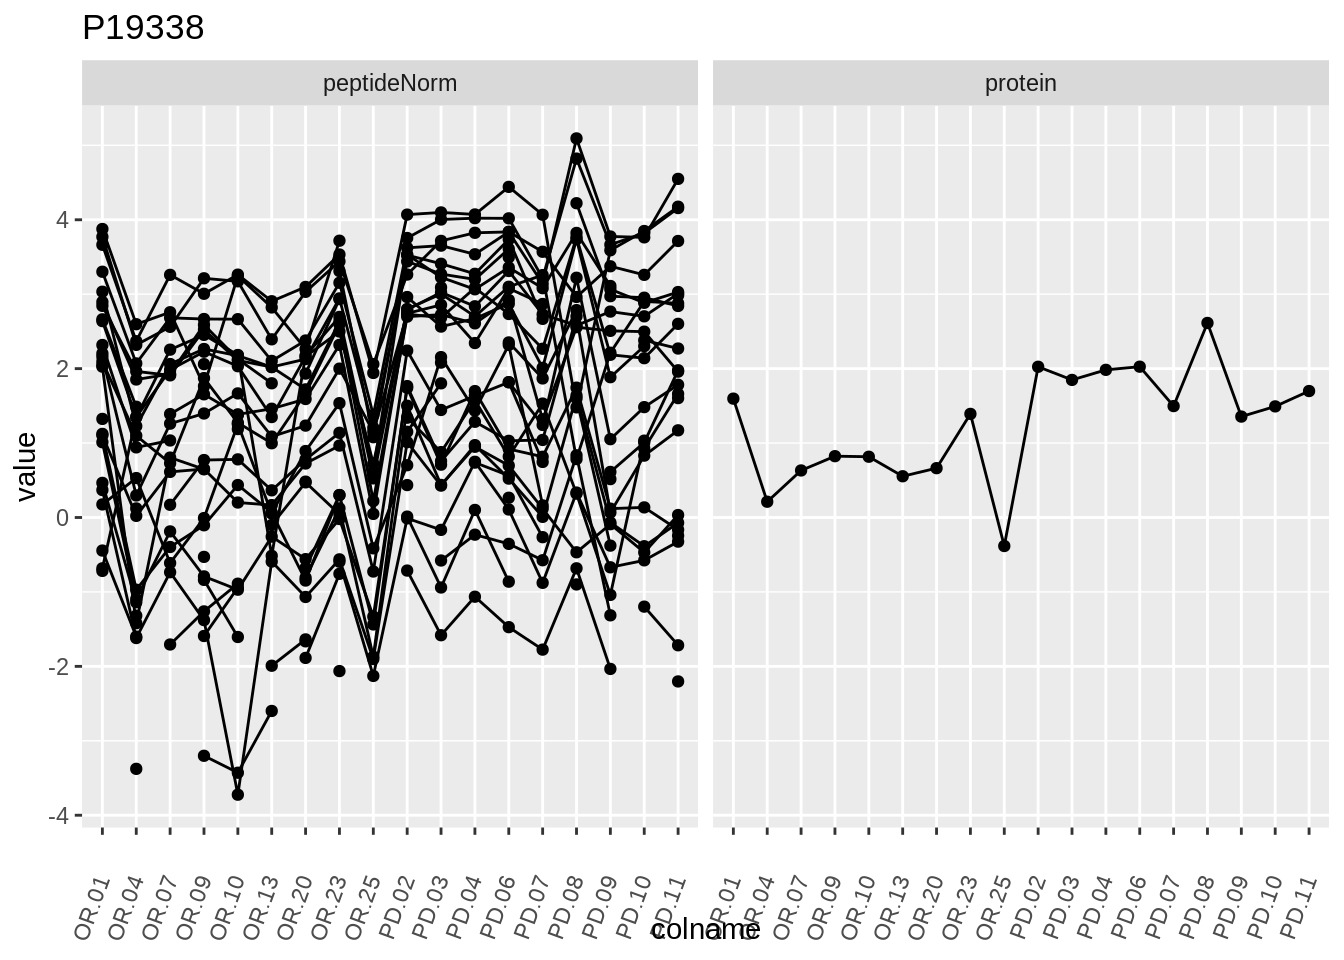 P19338
peptideNorm protein
value
4
2
0
-2
-4
OR.01 OR.04 OR.07 OR.09 OR.10 OR.13 OR.20 OR.23 OR.25 PD.02 PD.03 PD.04 PD.06 PD.07 PD.08 PD.09 PD.10 PD.11 OR.01 OR.04 OR.07 OR.09 OR.10 OR.13 OR.20 OR.23 OR.25 PD.02 PD.03 PD.04 PD.06 PD.07 PD.08 PD.09 PD.10 PD.11
colname